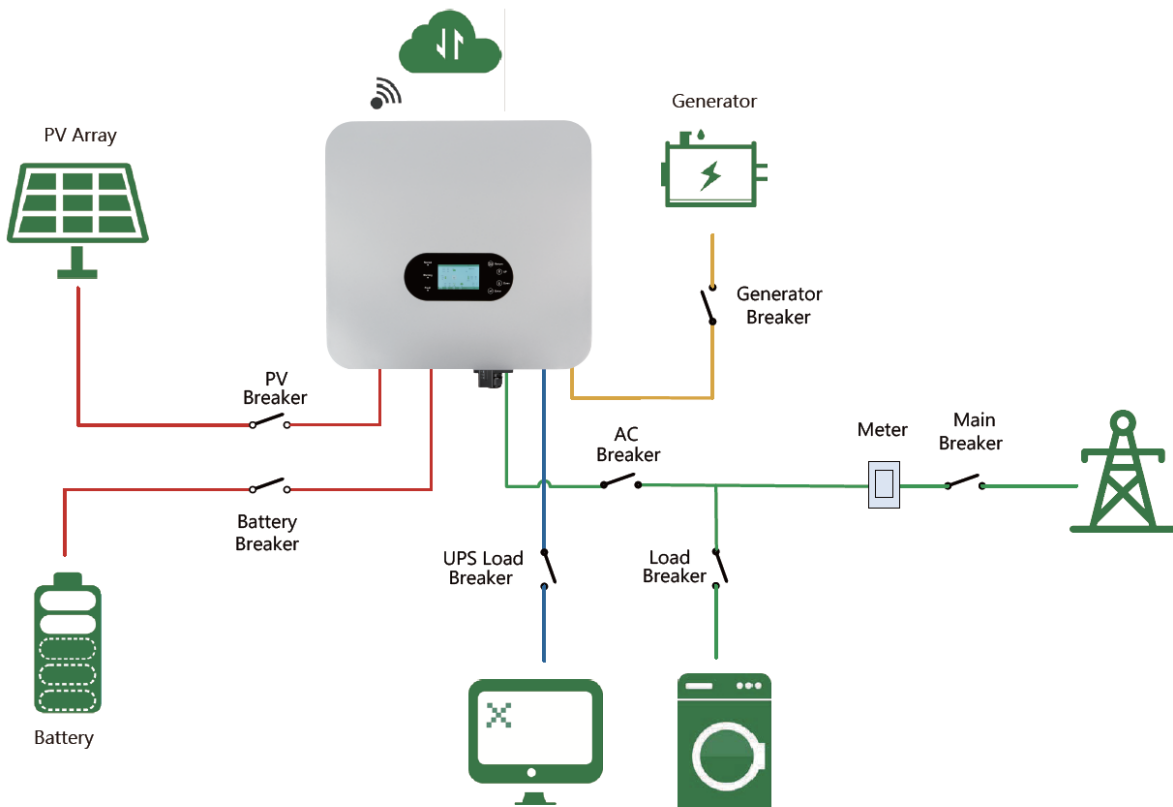 Generator
PV Array
Generator
Breaker
PV
Breaker
AC
Breaker
Meter
Main
Breaker
Battery
Breaker
UPS Load
Breaker
Load
Breaker
Battery